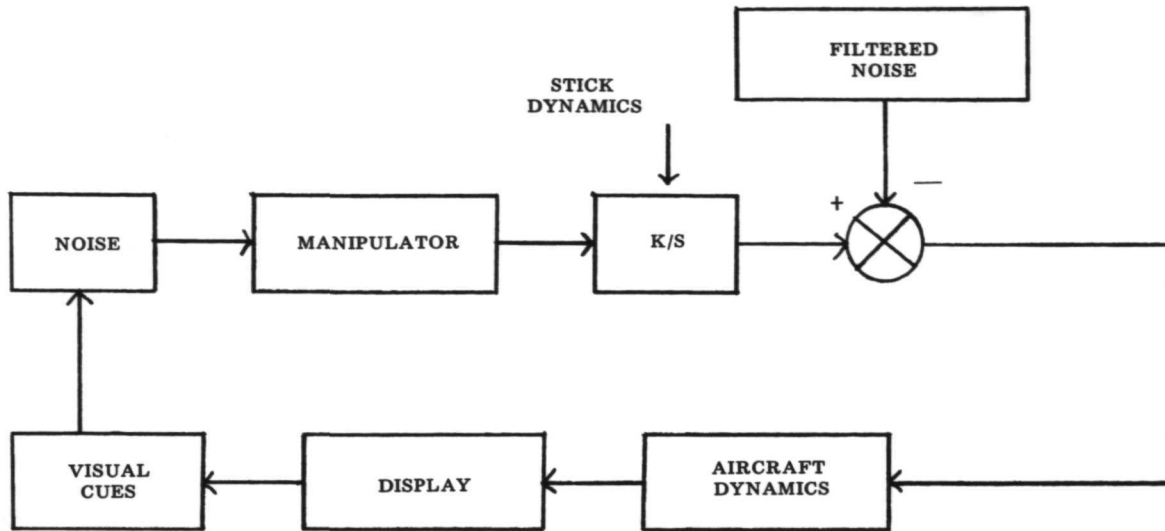 FILTERED
NOISE
STICK
DYNAMICS
+
—
NOISE
MANIPULATOR
K/S
VISUAL
CUES
DISPLAY
AIRCRAFT
DYNAMICS